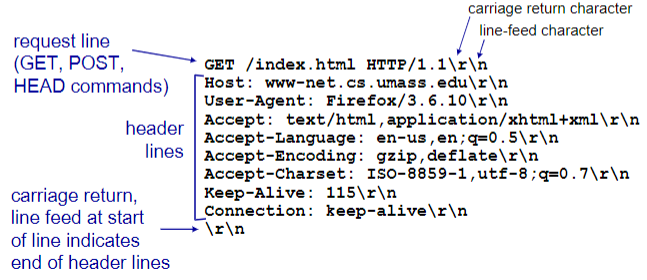 carriage return character
line-feed character
request line
(GET, POST,
HEAD commands)
GET /index.html HTTP/1.1\r\n
Host: www-net.cs.umass.edu\r\n
User-Agent: Firefox/3.6.10\r\n
Accept: text/html,application/xhtml+xml\r\n
Accept-Language: en-us,en;q=0.5\r\n
Accept-Encoding: gzip,deflate\r\n
Accept-Charset: ISO-8859-1,utf-8;q=0.7\r\n
Keep-Alive: 115\r\n
Connection: keep-alive\r\n
\r\n
header
lines
carriage return,
line feed at start
of line indicates
end of header lines